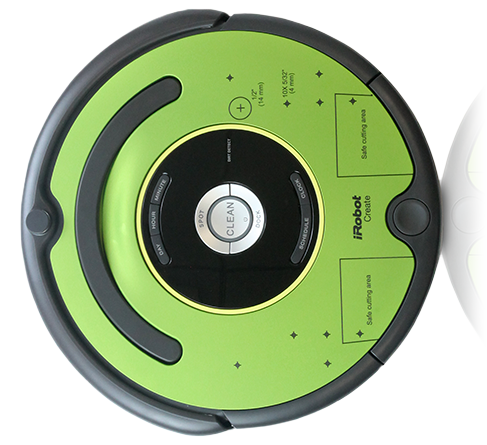 1/2"
(14 mm)
10X 5/32"
(4 mm)
Safe cutting area
DIRT DETECT
MINUTE
HOUR
DAY
CLOCK
SCHEDULE
SPOT
CLEAN
DOCK
iRobot
Create
Safe cutting area